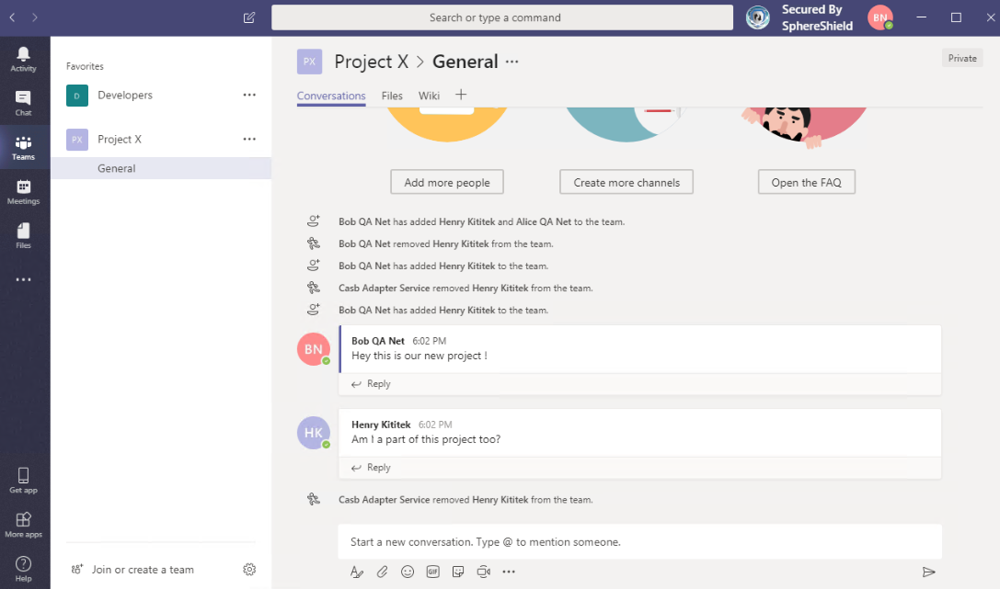 Search or type a command
Secured By
SphereShield
BN
Activity
Chat
Teams
Meetings
Files
Get app
More apps
Help
Favorites
D Developers
PX Project X
General
Join or create a team
PX Project X > General
Private
Conversations Files Wiki
Add more people Create more channels Open the FAQ
Bob QA Net has added Henry Kititek and Alice QA Net to the team.
Bob QA Net removed Henry Kititek from the team.
Bob QA Net has added Henry Kititek to the team.
Casb Adapter Service removed Henry Kititek from the team.
Bob QA Net has added Henry Kititek to the team.
BN
Bob QA Net 6:02 PM
Hey this is our new project !
Reply
HK
Henry Kititek 6:02 PM
Am I a part of this project too?
Reply
Casb Adapter Service removed Henry Kititek from the team.
Start a new conversation. Type @ to mention someone.
GIF